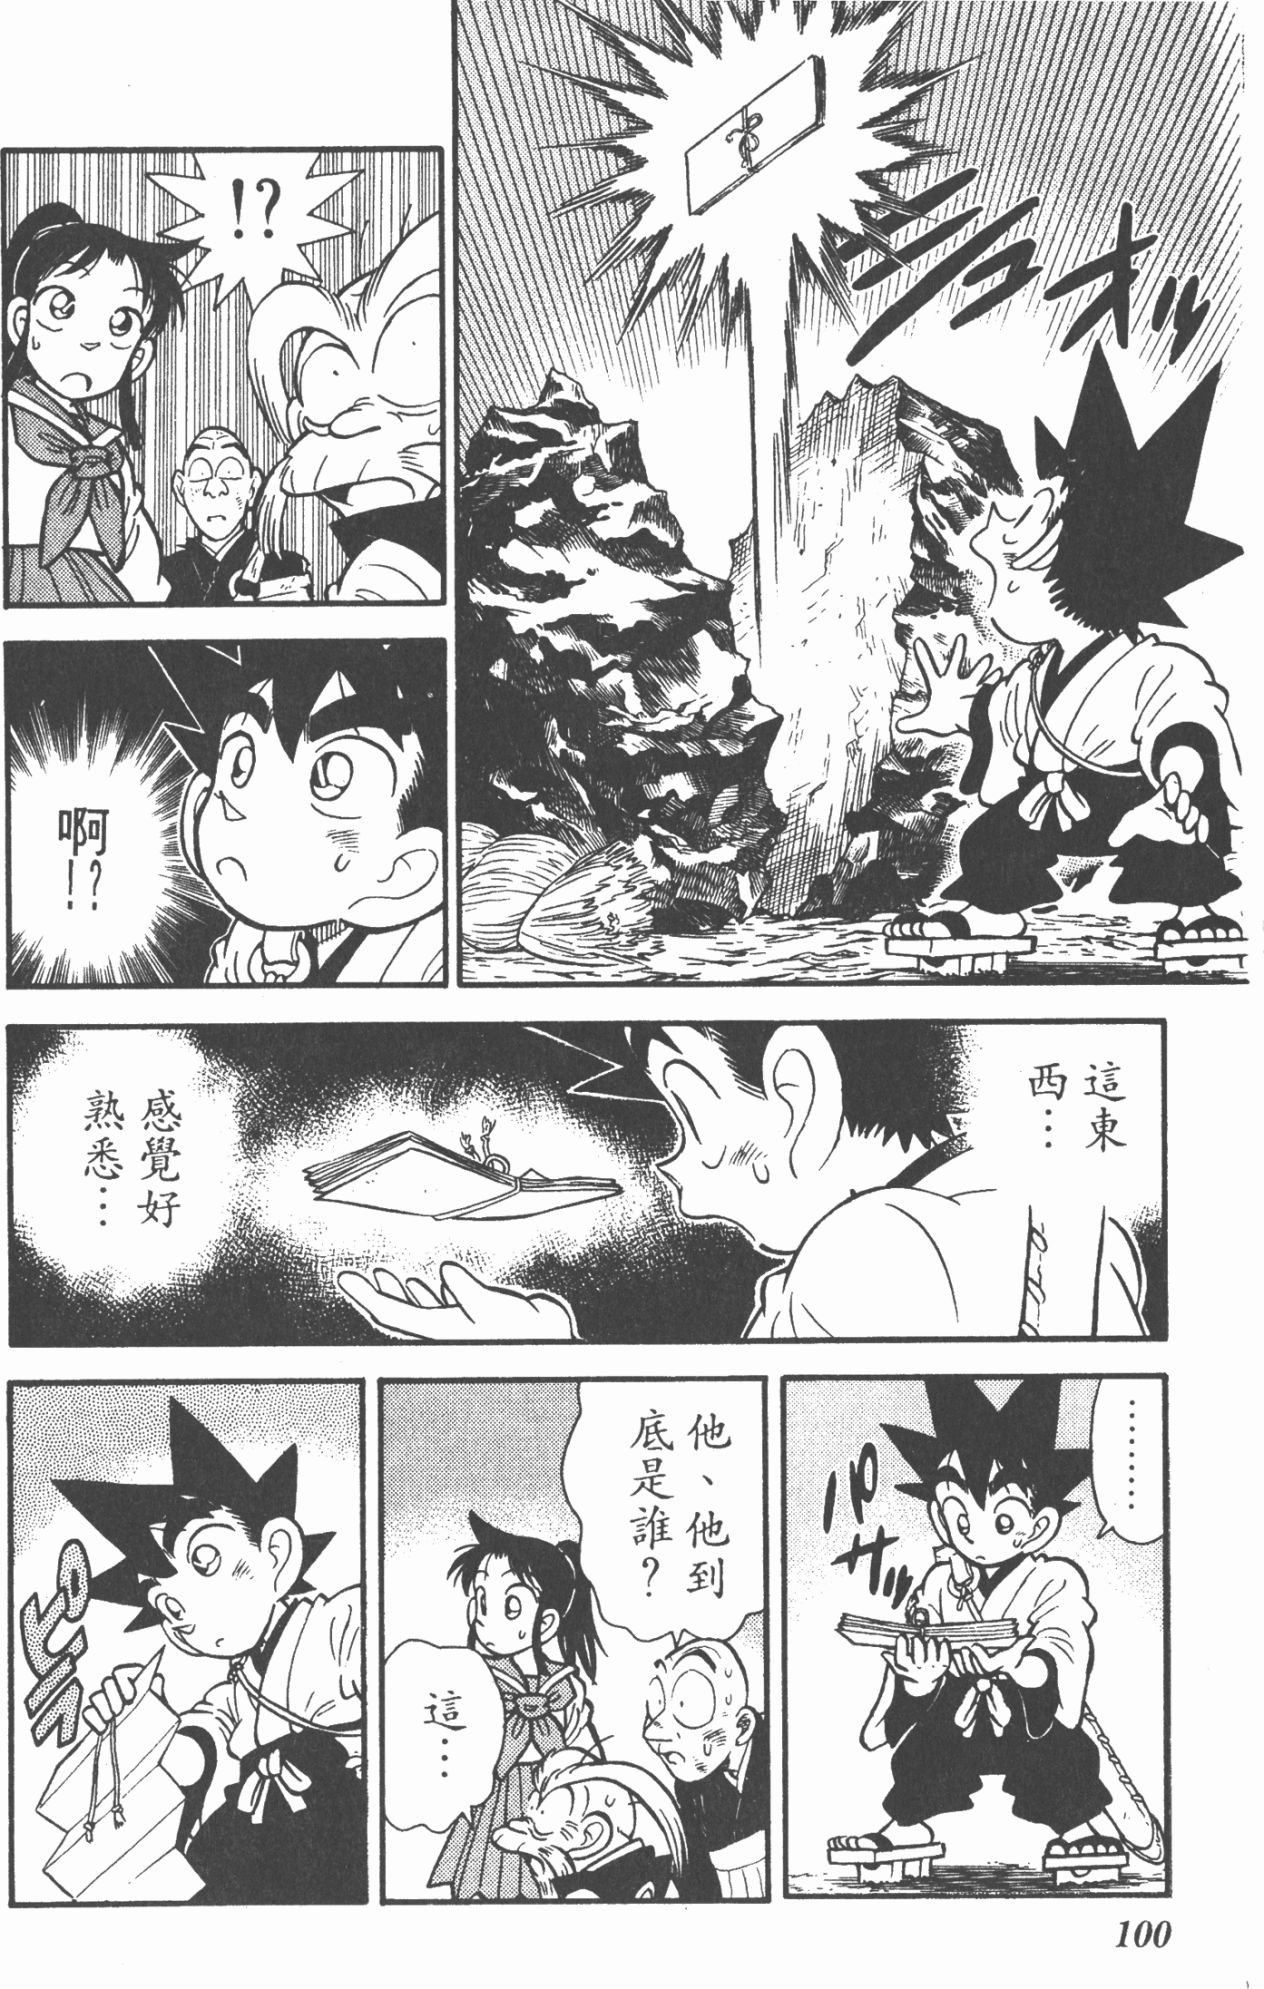 シュオッ
！？
啊！？
這東
西…
感覺好
熟悉…
………
パサッ
他、他到
底是誰？
這…
100